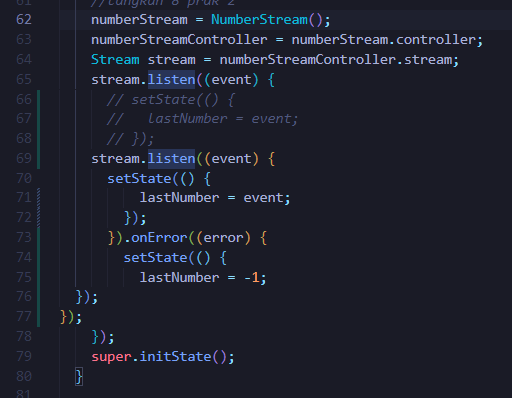 61 //langkah 8 prak 2
62 numberStream = NumberStream();
63 numberStreamController = numberStream.controller;
64 Stream stream = numberStreamController.stream;
65 stream.listen((event) {
66 // setState(() {
67 //   lastNumber = event;
68 // });
69 stream.listen((event) {
70 setState(() {
71 lastNumber = event;
72 });
73 }).onError((error) {
74 setState(() {
75 lastNumber = -1;
76 });
77 });
78 });
79 super.initState();
80 }
81